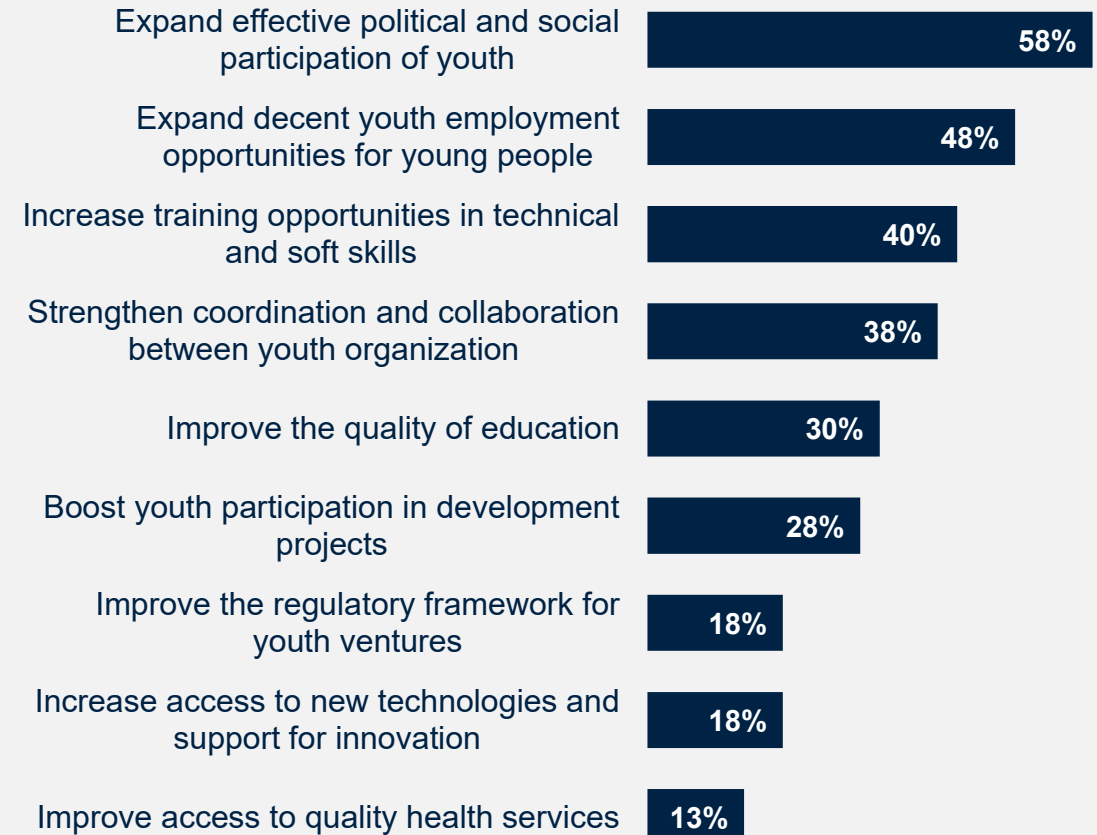 Expand effective political and social
participation of youth
58%
Expand decent youth employment
opportunities for young people
48%
Increase training opportunities in technical
and soft skills
40%
Strengthen coordination and collaboration
between youth organization
38%
Improve the quality of education
30%
Boost youth participation in development
projects
28%
Improve the regulatory framework for
youth ventures
18%
Increase access to new technologies and
support for innovation
18%
Improve access to quality health services
13%